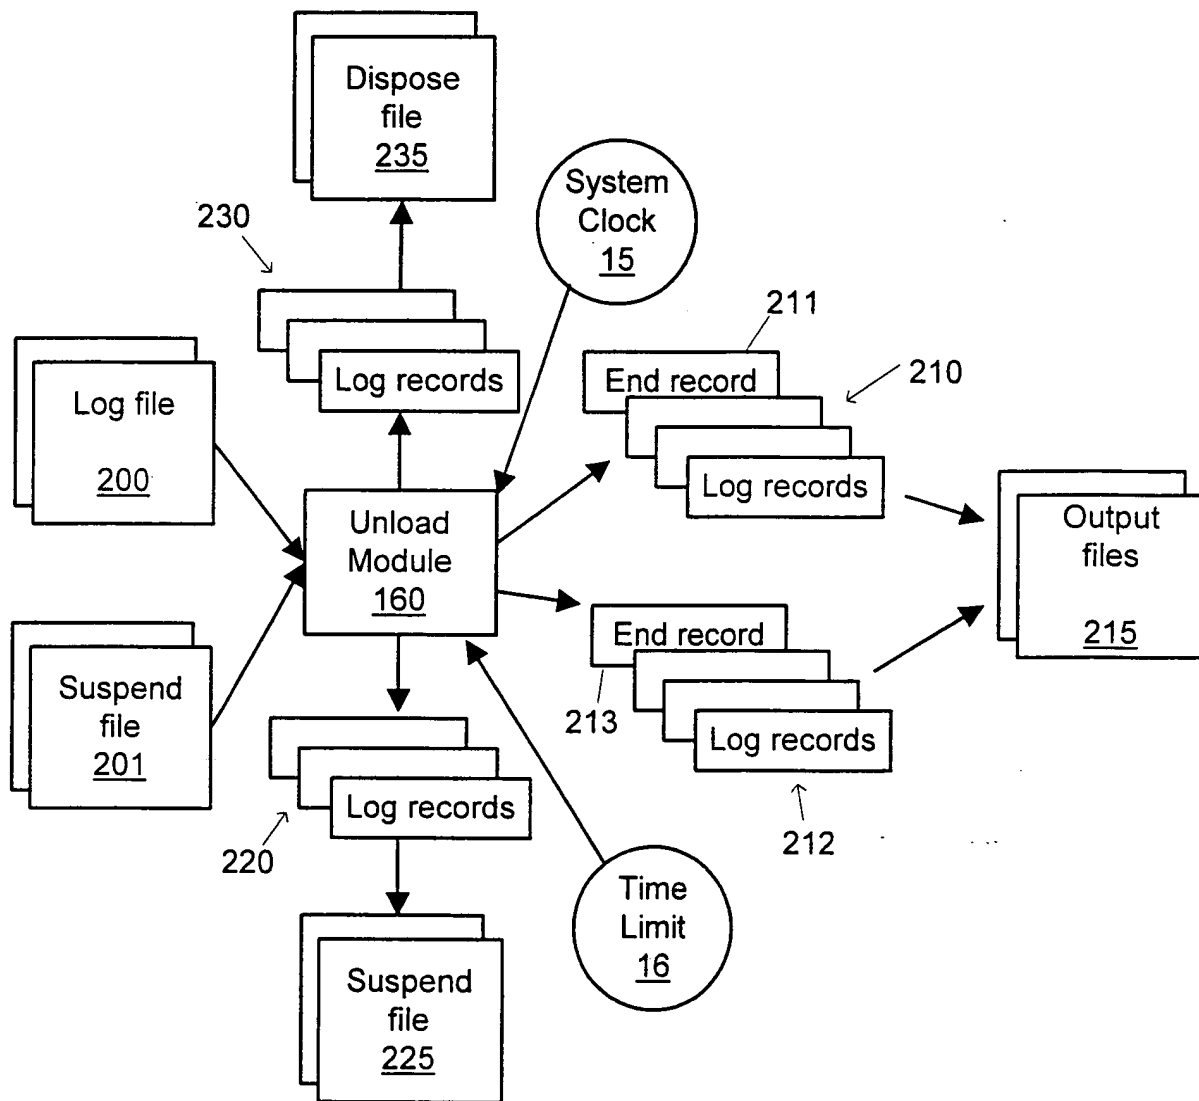 Dispose
file
235
System
Clock
15
230
211
End record
210
Log records
Log file
200
Log records
Unload
Module
160
Output
files
215
End record
213
Suspend
file
201
Log records
212
Log records
220
Time
Limit
16
Suspend
file
225